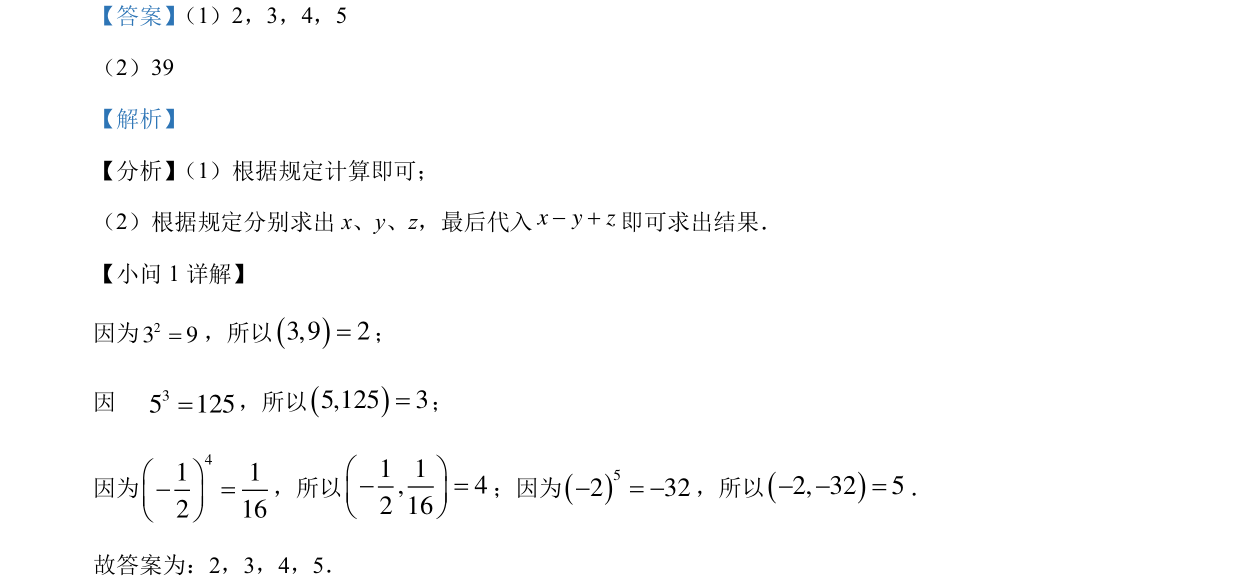 【答案】（1）2，3，4，5
（2）39
【解析】
【分析】（1）根据规定计算即可；
（2）根据规定分别求出 x、y、z，最后代入 x − y + z 即可求出结果．
【小问 1 详解】
因为 3² = 9，所以 (3,9) = 2；
因 5³ = 125，所以 (5,125) = 3；
因为 (−1/2)⁴ = 1/16，所以 (−1/2, 1/16) = 4；因为 (−2)⁵ = −32，所以 (−2,−32) = 5．
故答案为：2，3，4，5．